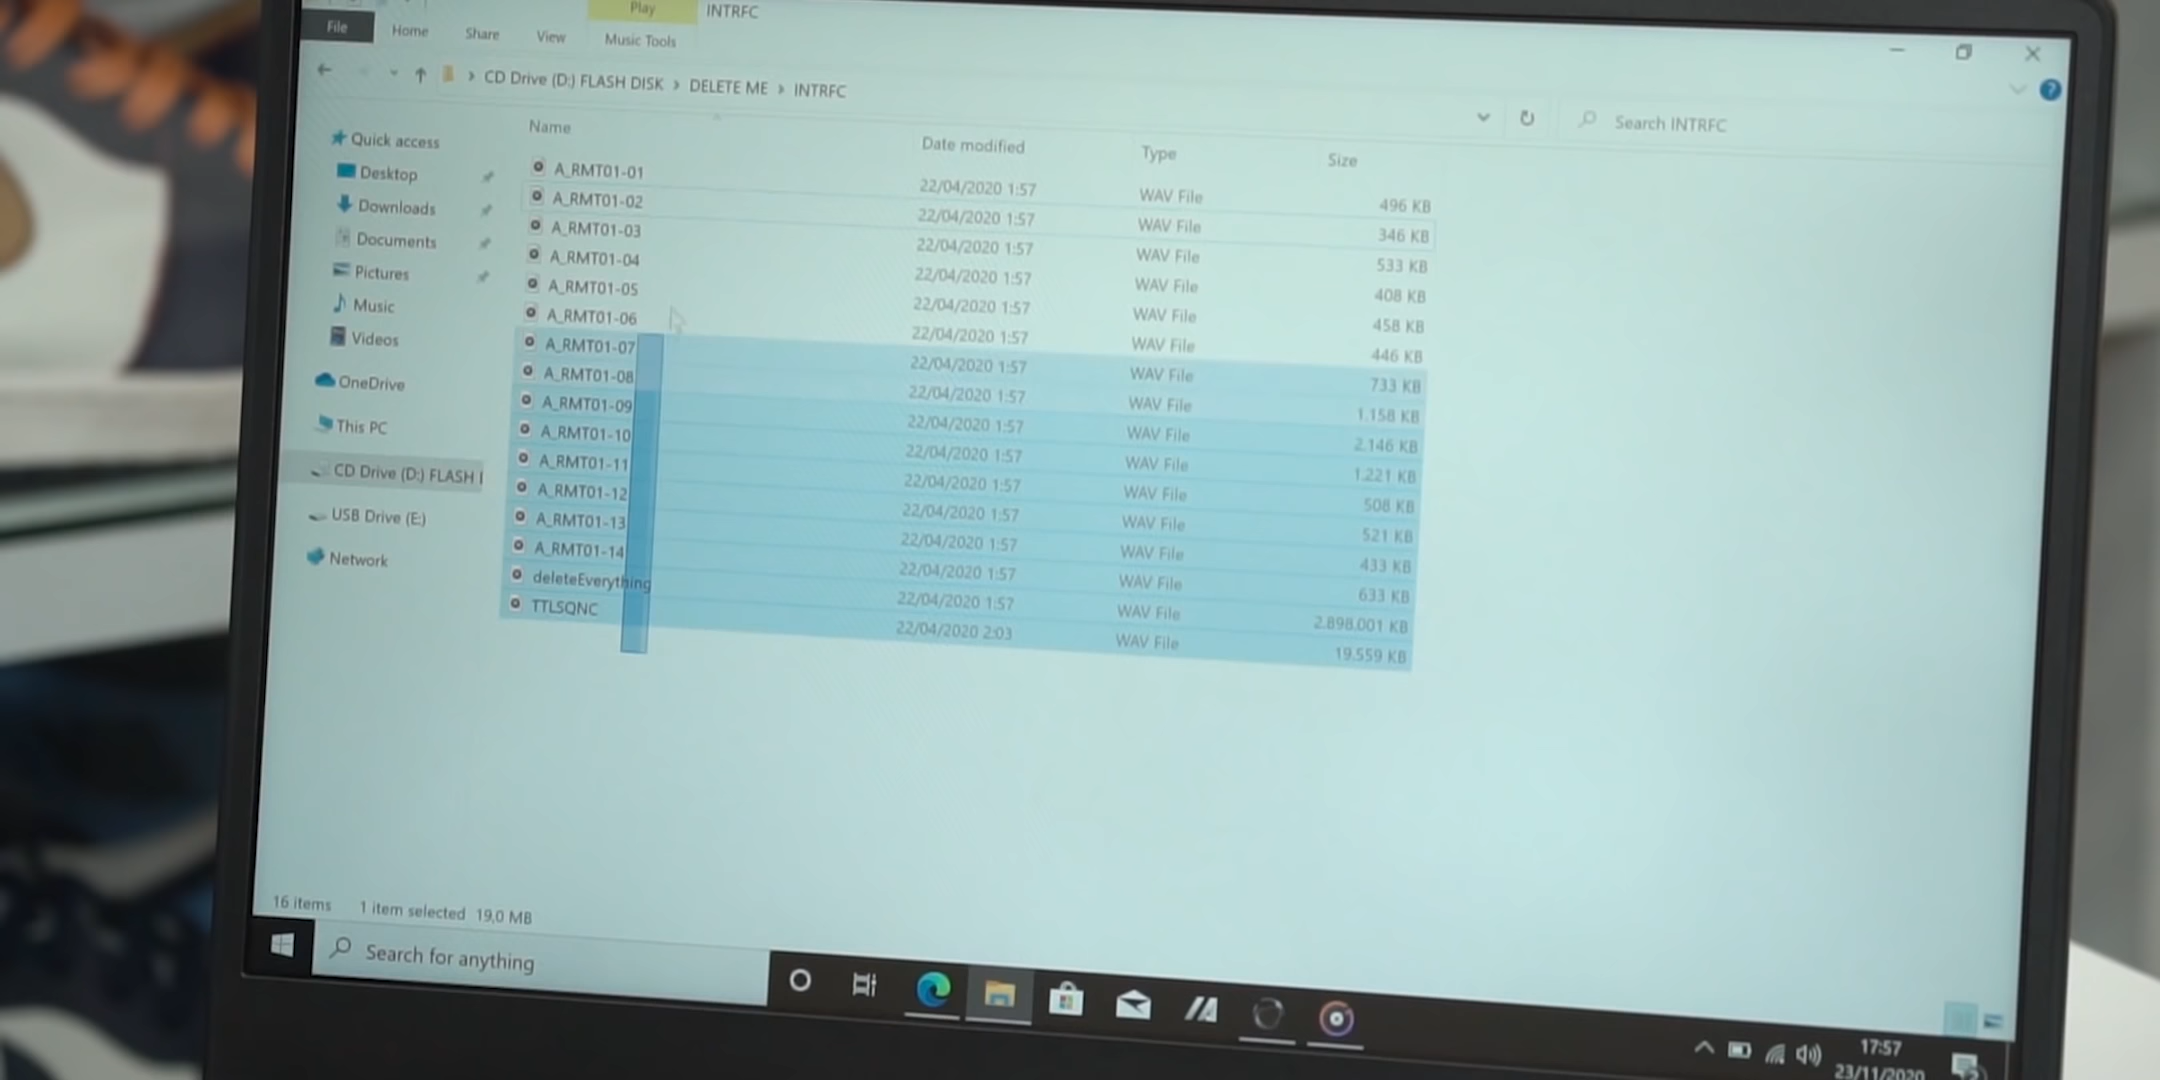 Play
INTRFC
File
Home
Share
View
Music Tools
CD Drive (D:) FLASH DISK > DELETE ME > INTRFC
Search INTRFC
Name
Date modified
Type
Size
Quick access
Desktop
Downloads
Documents
Pictures
Music
Videos
OneDrive
This PC
CD Drive (D:) FLASH
USB Drive (E:)
Network
A_RMT01-01 22/04/2020 1:57 WAV File 496 KB
A_RMT01-02 22/04/2020 1:57 WAV File 346 KB
A_RMT01-03 22/04/2020 1:57 WAV File 533 KB
A_RMT01-04 22/04/2020 1:57 WAV File 408 KB
A_RMT01-05 22/04/2020 1:57 WAV File 458 KB
A_RMT01-06 22/04/2020 1:57 WAV File 446 KB
A_RMT01-07 22/04/2020 1:57 WAV File 733 KB
A_RMT01-08 22/04/2020 1:57 WAV File 1.158 KB
A_RMT01-09 22/04/2020 1:57 WAV File 2.146 KB
A_RMT01-10 22/04/2020 1:57 WAV File 1.221 KB
A_RMT01-11 22/04/2020 1:57 WAV File 508 KB
A_RMT01-12 22/04/2020 1:57 WAV File 521 KB
A_RMT01-13 22/04/2020 1:57 WAV File 433 KB
A_RMT01-14 22/04/2020 1:57 WAV File 633 KB
deleteEverything 22/04/2020 1:57 WAV File 2.898.001 KB
TTLSQNC 22/04/2020 2:03 WAV File 19.559 KB
16 items 1 item selected 19,0 MB
Search for anything
17:57
23/11/2020